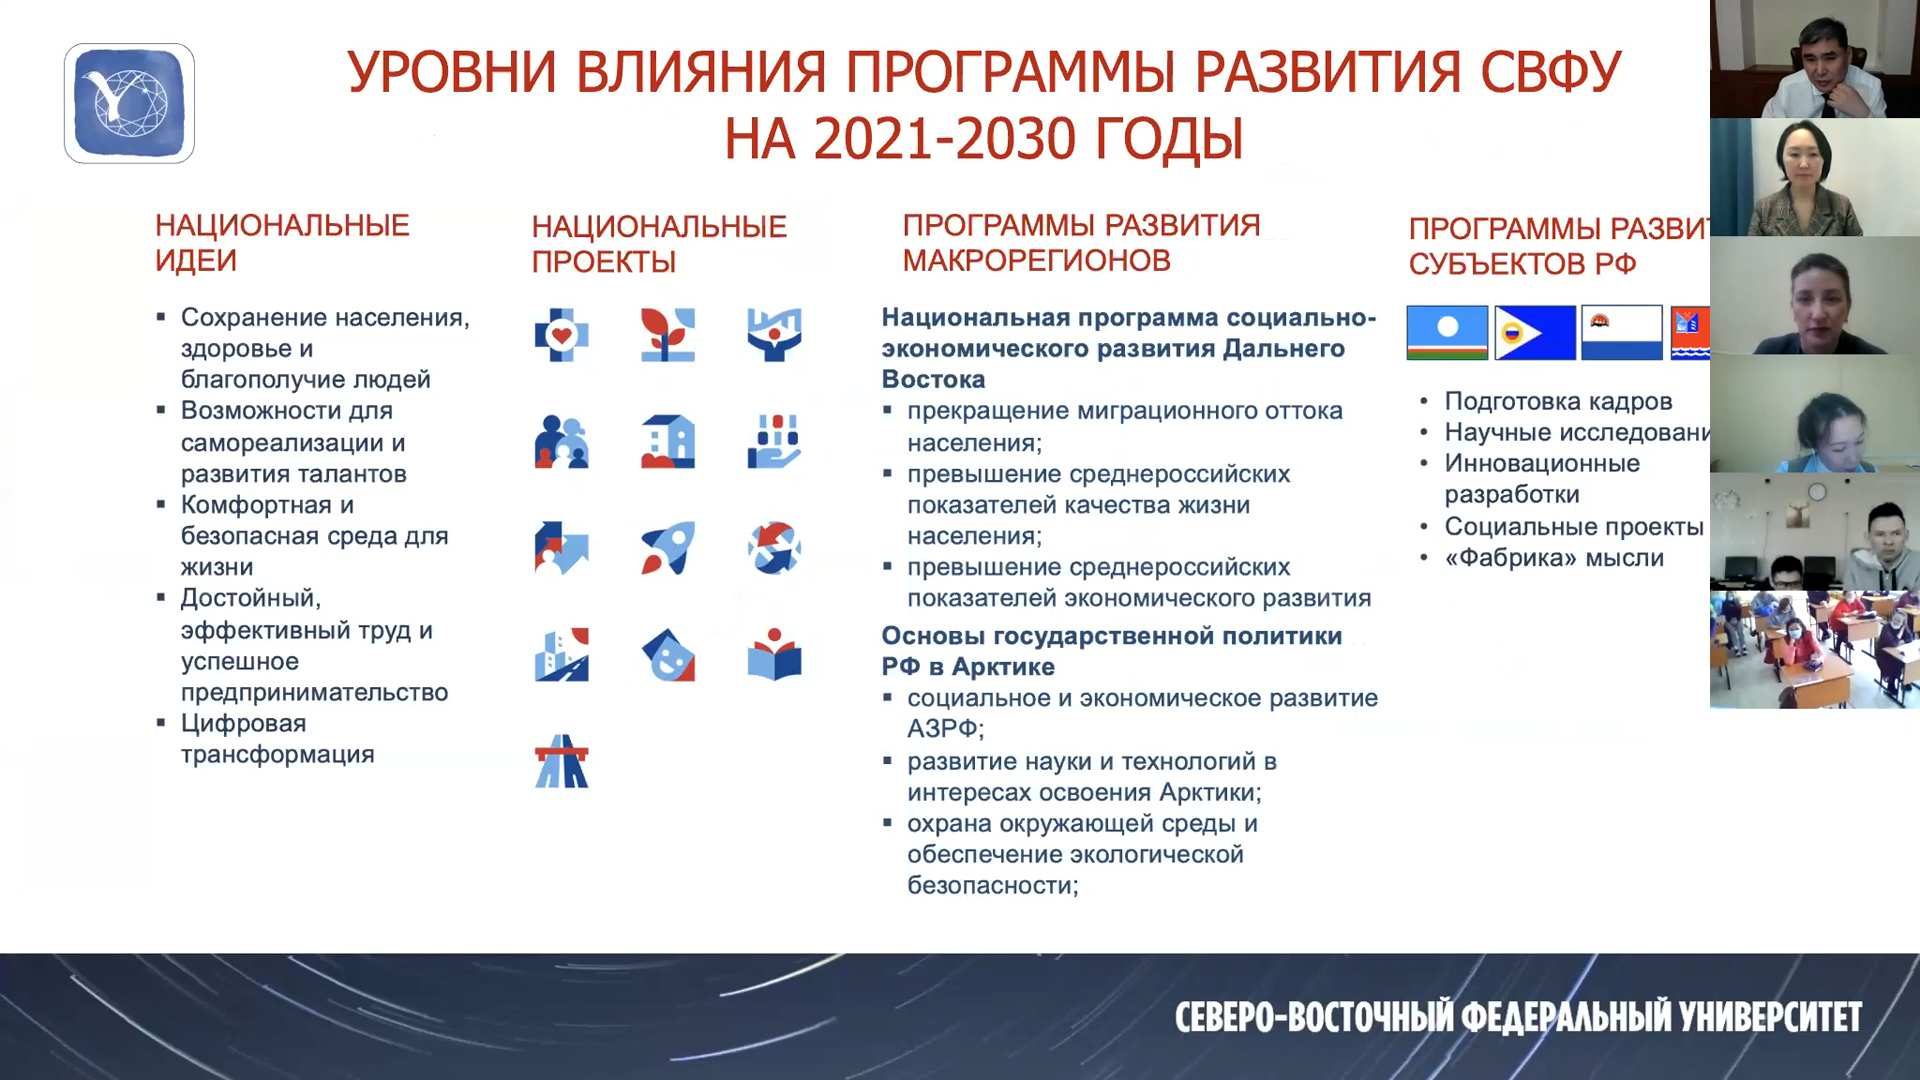 УРОВНИ ВЛИЯНИЯ ПРОГРАММЫ РАЗВИТИЯ СВФУ
НА 2021-2030 ГОДЫ
НАЦИОНАЛЬНЫЕ
ИДЕИ
▪ Сохранение населения,
здоровье и
благополучие людей
▪ Возможности для
самореализации и
развития талантов
▪ Комфортная и
безопасная среда для
жизни
▪ Достойный,
эффективный труд и
успешное
предпринимательство
▪ Цифровая
трансформация
НАЦИОНАЛЬНЫЕ
ПРОЕКТЫ
ПРОГРАММЫ РАЗВИТИЯ
МАКРОРЕГИОНОВ
Национальная программа социально-
экономического развития Дальнего
Востока
▪ прекращение миграционного оттока
населения;
▪ превышение среднероссийских
показателей качества жизни
населения;
▪ превышение среднероссийских
показателей экономического развития
Основы государственной политики
РФ в Арктике
▪ социальное и экономическое развитие
АЗРФ;
▪ развитие науки и технологий в
интересах освоения Арктики;
▪ охрана окружающей среды и
обеспечение экологической
безопасности;
ПРОГРАММЫ РАЗВИТ
СУБЪЕКТОВ РФ
• Подготовка кадров
• Научные исследовани
• Инновационные
разработки
• Социальные проекты
• «Фабрика» мысли
СЕВЕРО-ВОСТОЧНЫЙ ФЕДЕРАЛЬНЫЙ УНИВЕРСИТЕТ